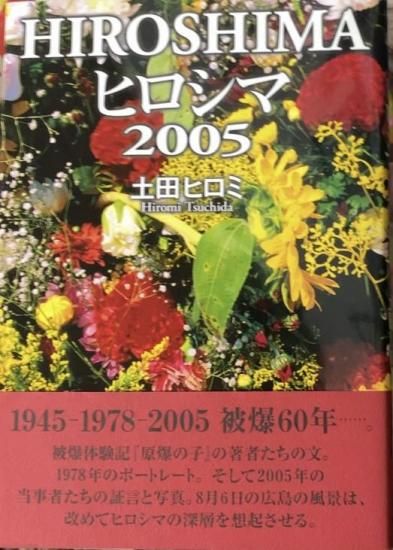 HIROSHIMA
ヒロシマ
2005
土田ヒロミ
Hiromi Tsuchida
1945-1978-2005 被爆60年……。
被爆体験記『原爆の子』の著者たちの文。
1978年のポートレート。そして2005年の
当事者たちの証言と写真。8月6日の広島の風景は、
改めてヒロシマの深層を想起させる。